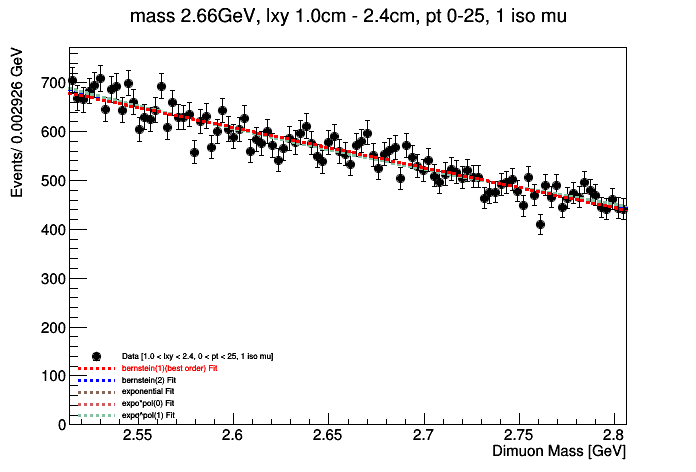 mass 2.66GeV, lxy 1.0cm - 2.4cm, pt 0-25, 1 iso mu
Events/ 0.002926 GeV
700
600
500
400
300
200
100
0
Data [1.0 < lxy < 2.4, 0 < pt < 25, 1 iso mu]
bernstein(1)(best order) Fit
bernstein(2) Fit
exponential Fit
expo*pol(0) Fit
expo*pol(1) Fit
2.55
2.6
2.65
2.7
2.75
2.8
Dimuon Mass [GeV]